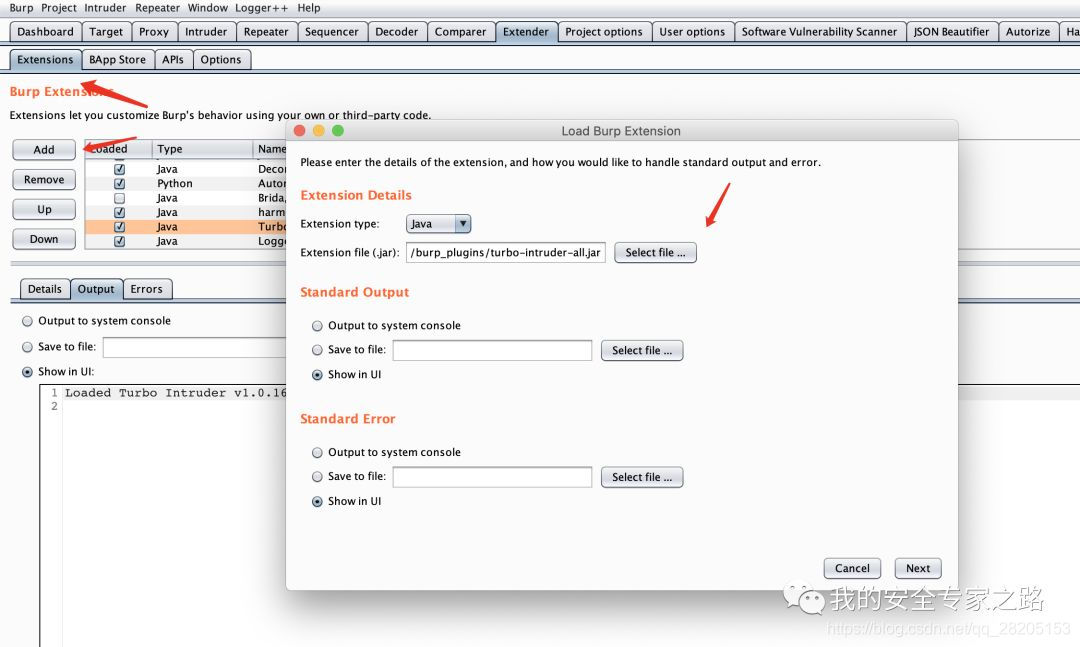 Burp Project Intruder Repeater Window Logger++ Help
Dashboard Target Proxy Intruder Repeater Sequencer Decoder Comparer Extender Project options User options Software Vulnerability Scanner JSON Beautifier Autorize Ha
Extensions BApp Store APIs Options
Burp Extensions
Extensions let you customize Burp's behavior using your own or third-party code.
Load Burp Extension
Add
Loaded Type Name
Please enter the details of the extension, and how you would like to handle standard output and error.
Java Deco
Remove
Python Auto
Java Brida,
Extension Details
Up
Java harm
Extension type: Java
Java Turbo
Down
Java Logg
Extension file (.jar): /burp_plugins/turbo-intruder-all.jar Select file ...
Details Output Errors
Standard Output
Output to system console
Output to system console
Save to file:
Save to file: Select file ...
Show in UI:
Show in UI
1 Loaded Turbo Intruder v1.0.16
2
Standard Error
Output to system console
Save to file: Select file ...
Show in UI
Cancel Next
我的安全专家之路
https://blog.csdn.net/qq_28205153